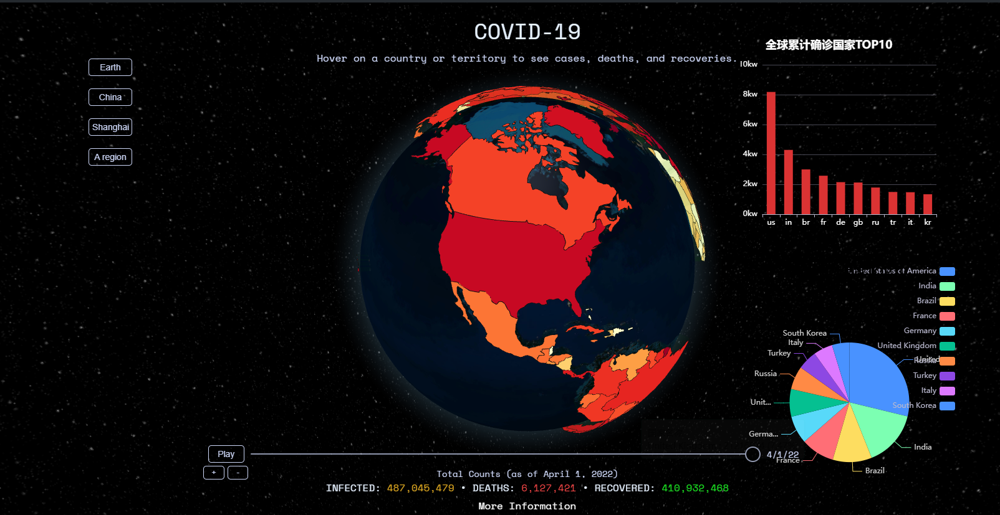 COVID-19
Hover on a country or territory to see cases, deaths, and recoveries.
Earth
China
Shanghai
A region
全球累计确诊国家TOP10
10kw
8kw
6kw
4kw
2kw
0kw
us in br fr de gb ru tr it kr
United States of America
India
Brazil
France
Germany
United Kingdom
Russia
Turkey
Italy
South Korea
South Korea
Italy
Turkey
Russia
Unit...
Germa...
France
Brazil
India
United
Play
+ -
4/1/22
Total Counts (as of April 1, 2022)
INFECTED: 487,045,479 • DEATHS: 6,127,421 • RECOVERED: 410,932,468
More Information